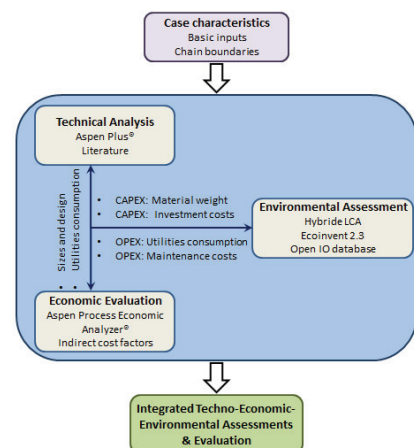 Case characteristics
Basic inputs
Chain boundaries
Technical Analysis
Aspen Plus®
Literature
• Sizes and design
• Utilities consumption
• CAPEX: Material weight
• CAPEX: Investment costs
• OPEX: Utilities consumption
• OPEX: Maintenance costs
Environmental Assessment
Hybride LCA
Ecoinvent 2.3
Open IO database
Economic Evaluation
Aspen Process Economic
Analyzer®
Indirect cost factors
Integrated Techno-Economic-
Environmental Assessments
& Evaluation